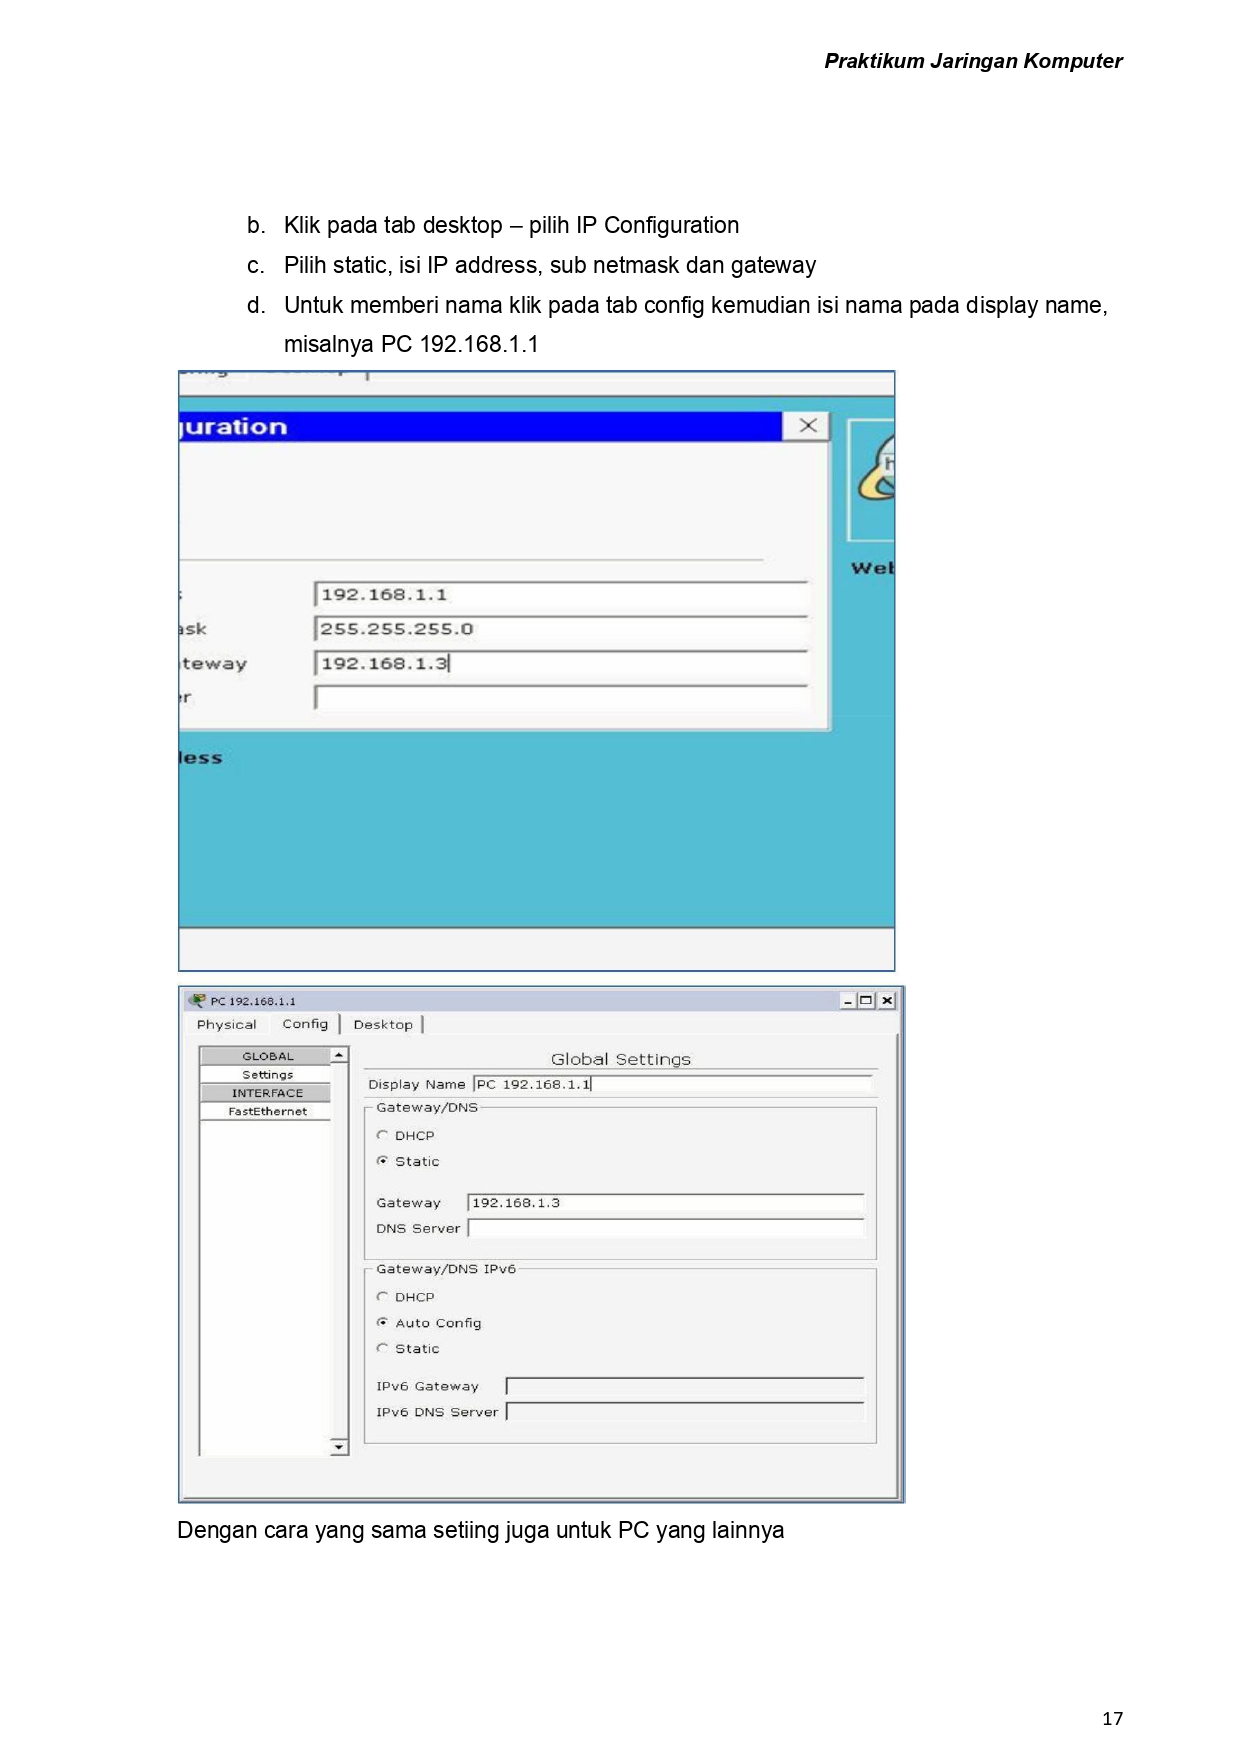 Praktikum Jaringan Komputer
b. Klik pada tab desktop – pilih IP Configuration
c. Pilih static, isi IP address, sub netmask dan gateway
d. Untuk memberi nama klik pada tab config kemudian isi nama pada display name,
misalnya PC 192.168.1.1
uration
192.168.1.1
ask 255.255.255.0
teway 192.168.1.3
r
Web
less
PC 192.168.1.1
Physical Config Desktop
GLOBAL
Settings
INTERFACE
FastEthernet
Global Settings
Display Name PC 192.168.1.1
Gateway/DNS
DHCP
Static
Gateway 192.168.1.3
DNS Server
Gateway/DNS IPv6
DHCP
Auto Config
Static
IPv6 Gateway
IPv6 DNS Server
Dengan cara yang sama setiing juga untuk PC yang lainnya
17